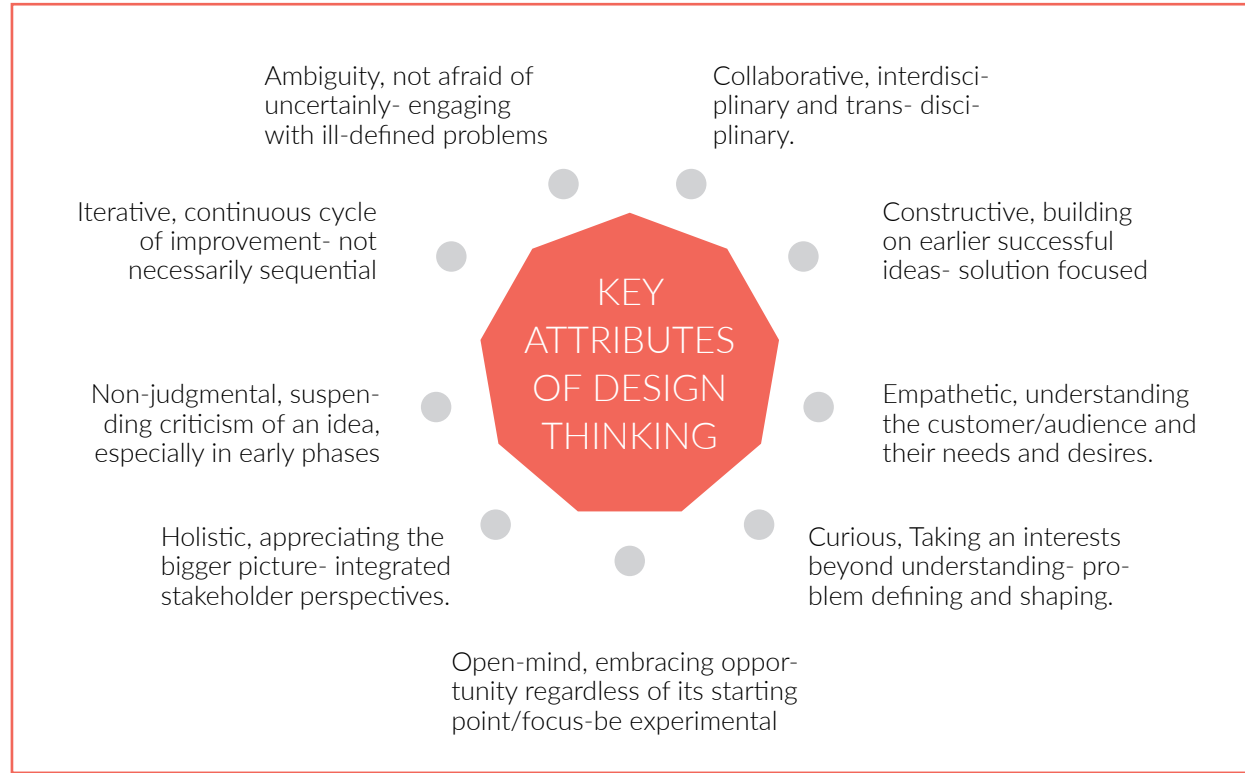 Ambiguity, not afraid of
uncertainly- engaging
with ill-defined problems
Collaborative, interdisci-
plinary and trans- disci-
plinary.
Iterative, continuous cycle
of improvement- not
necessarily sequential
Constructive, building
on earlier successful
ideas- solution focused
KEY
ATTRIBUTES
OF DESIGN
THINKING
Non-judgmental, suspen-
ding criticism of an idea,
especially in early phases
Empathetic, understanding
the customer/audience and
their needs and desires.
Holistic, appreciating the
bigger picture- integrated
stakeholder perspectives.
Curious, Taking an interests
beyond understanding- pro-
blem defining and shaping.
Open-mind, embracing oppor-
tunity regardless of its starting
point/focus-be experimental